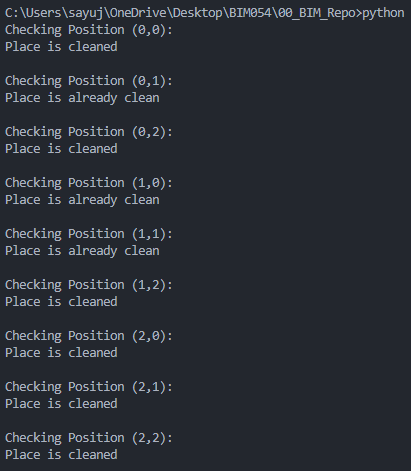 C:\Users\sayuj\OneDrive\Desktop\BIM054\00_BIM_Repo>python
Checking Position (0,0):
Place is cleaned
Checking Position (0,1):
Place is already clean
Checking Position (0,2):
Place is cleaned
Checking Position (1,0):
Place is already clean
Checking Position (1,1):
Place is already clean
Checking Position (1,2):
Place is cleaned
Checking Position (2,0):
Place is cleaned
Checking Position (2,1):
Place is cleaned
Checking Position (2,2):
Place is cleaned